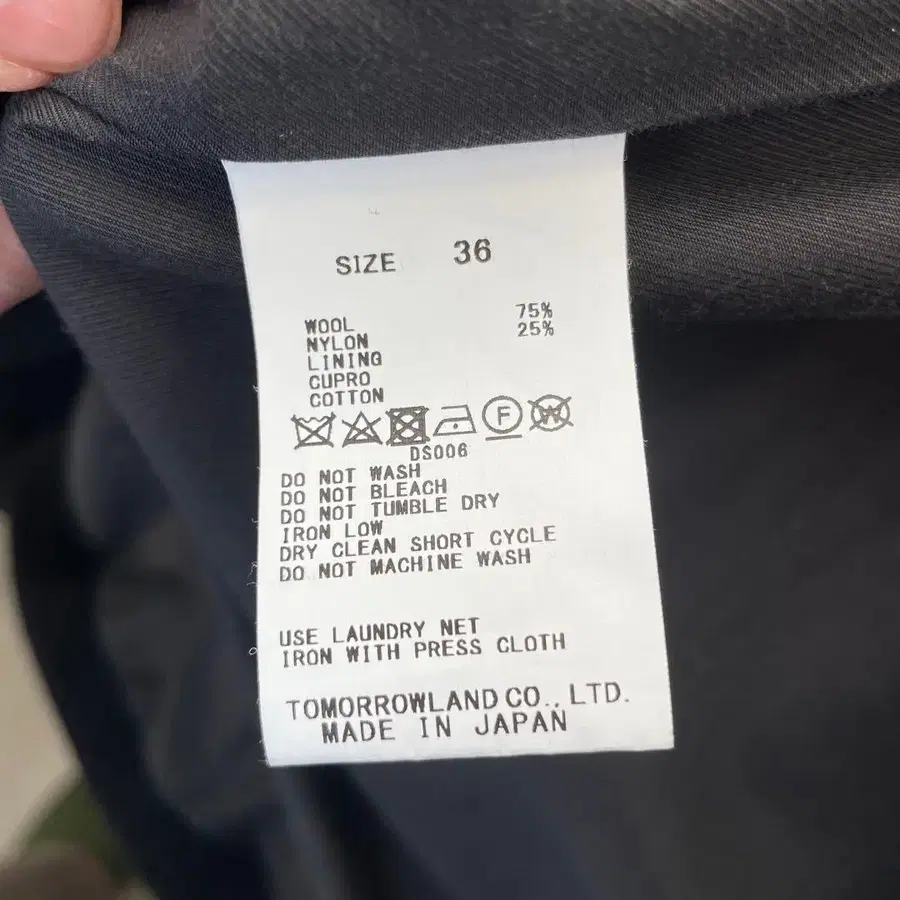 SIZE 36
WOOL 75%
NYLON 25%
LINING
CUPRO
COTTON
F W
DS006
DO NOT WASH
DO NOT BLEACH
DO NOT TUMBLE DRY
IRON LOW
DRY CLEAN SHORT CYCLE
DO NOT MACHINE WASH
USE LAUNDRY NET
IRON WITH PRESS CLOTH
TOMORROWLAND CO., LTD.
MADE IN JAPAN